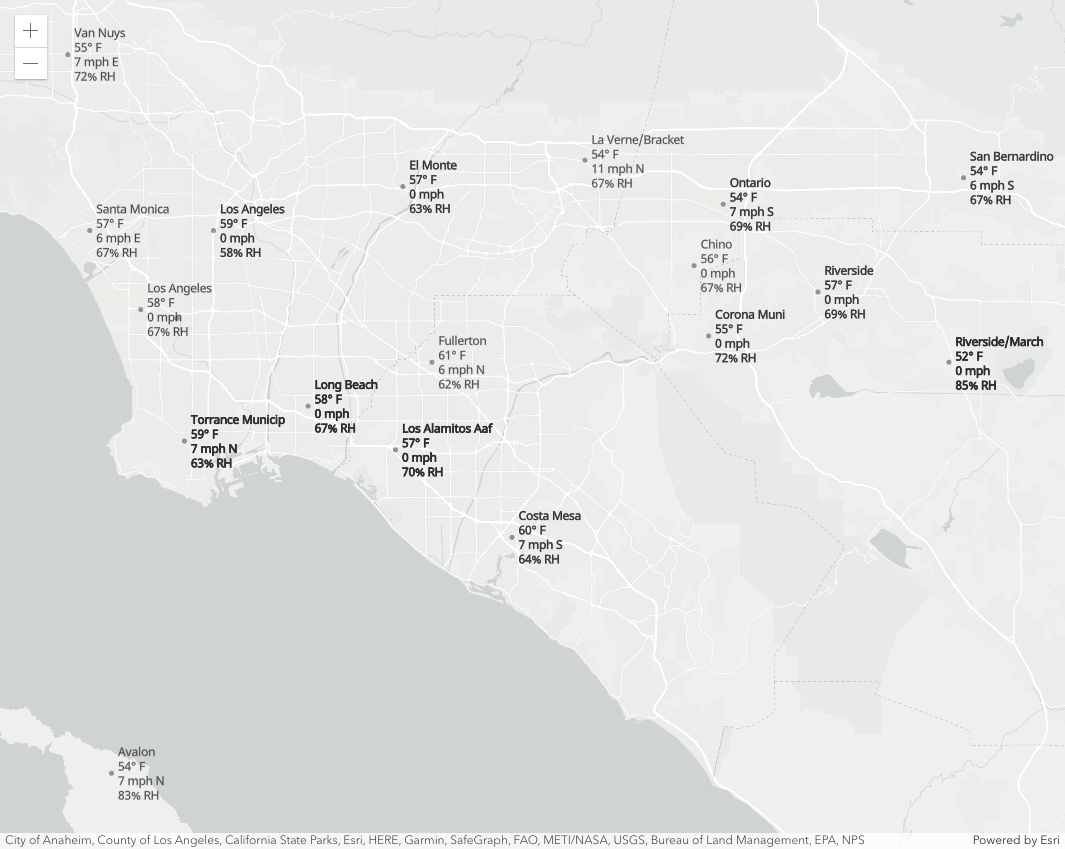 Van Nuys
55° F
7 mph E
72% RH
La Verne/Bracket
54° F
11 mph N
67% RH
San Bernardino
54° F
6 mph S
67% RH
El Monte
57° F
0 mph
63% RH
Ontario
54° F
7 mph S
69% RH
Santa Monica
57° F
6 mph E
67% RH
Los Angeles
59° F
0 mph
58% RH
Chino
56° F
0 mph
67% RH
Riverside
57° F
0 mph
69% RH
Los Angeles
58° F
0 mph
67% RH
Corona Muni
55° F
0 mph
72% RH
Fullerton
61° F
6 mph N
62% RH
Riverside/March
52° F
0 mph
85% RH
Long Beach
58° F
0 mph
67% RH
Torrance Municip
59° F
7 mph N
63% RH
Los Alamitos Aaf
57° F
0 mph
70% RH
Costa Mesa
60° F
7 mph S
64% RH
Avalon
54° F
7 mph N
83% RH
City of Anaheim, County of Los Angeles, California State Parks, Esri, HERE, Garmin, SafeGraph, FAO, METI/NASA, USGS, Bureau of Land Management, EPA, NPS
Powered by Esri